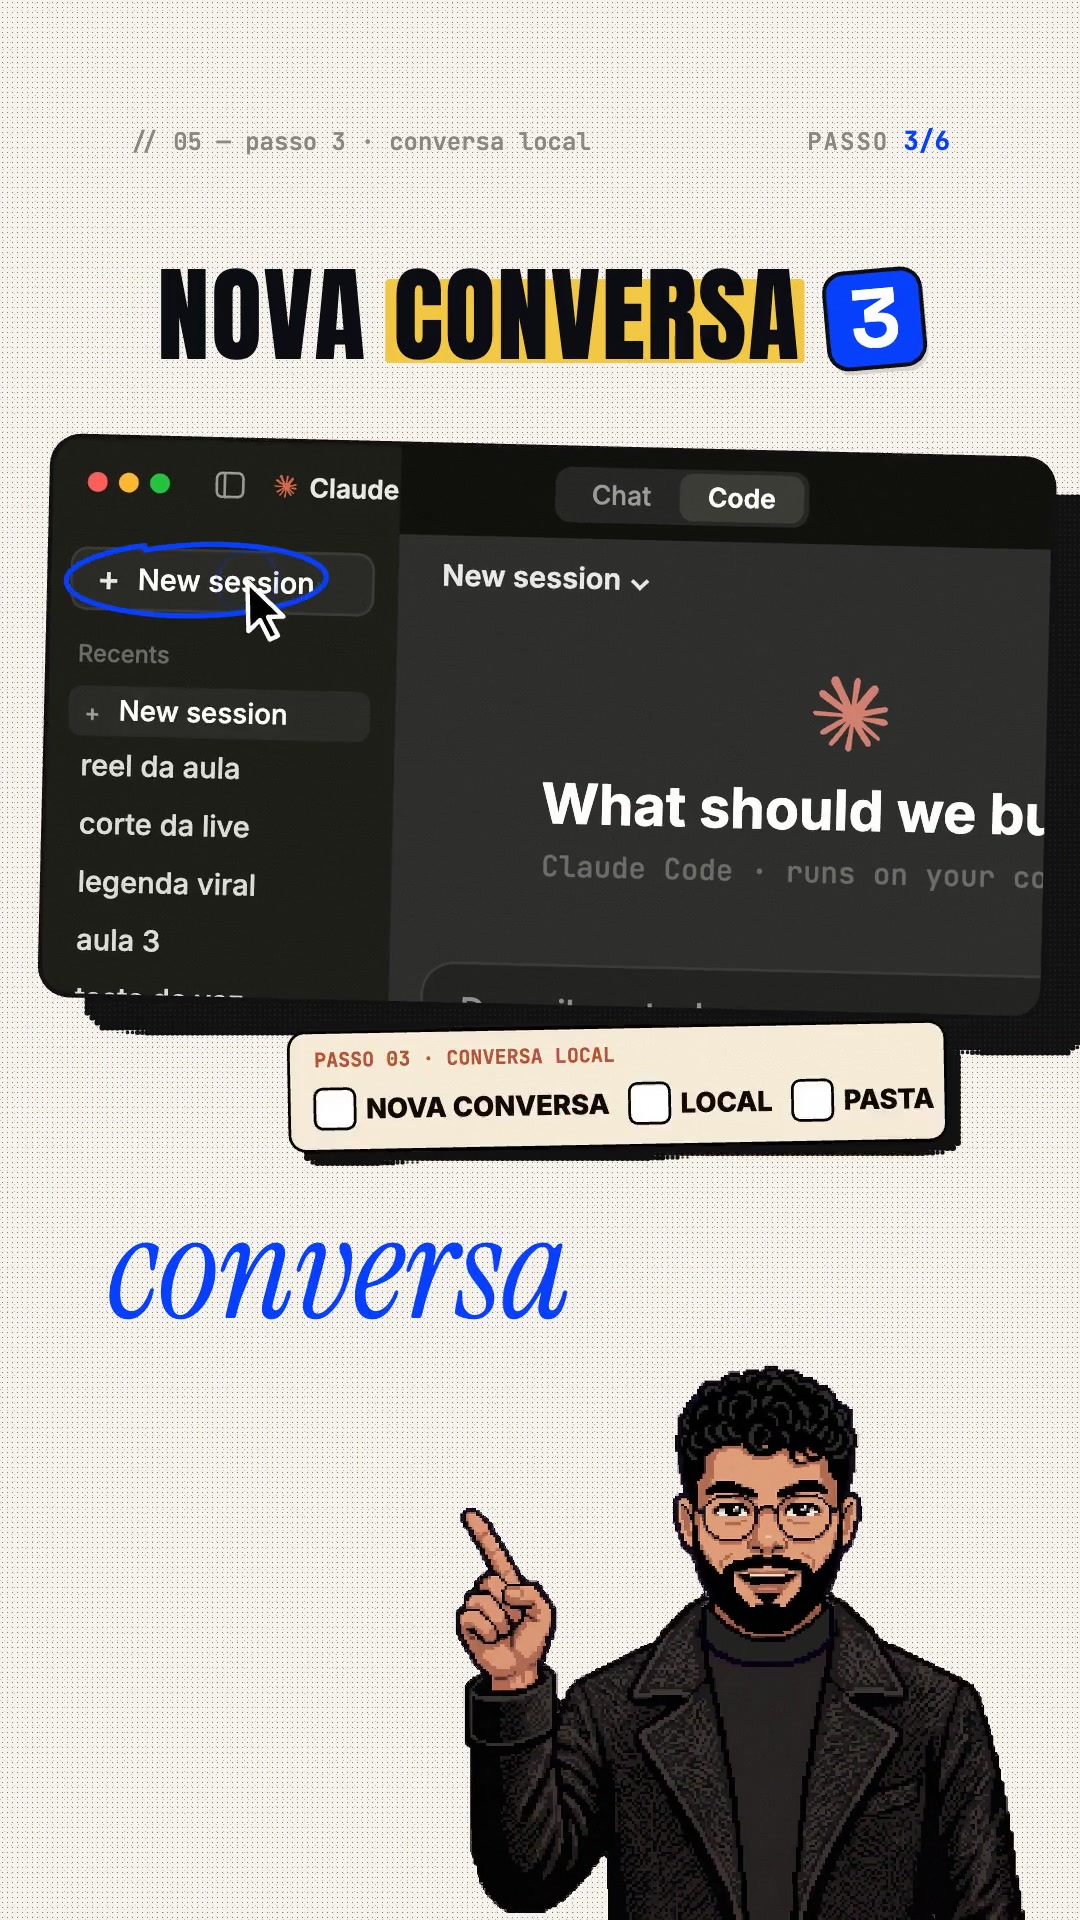 // 05 — passo 3 · conversa local
PASSO 3/6
NOVA CONVERSA 3
Claude
Chat
Code
+ New session
New session
Recents
+ New session
reel da aula
corte da live
legenda viral
aula 3
What should we bu
Claude Code · runs on your co
PASSO 03 · CONVERSA LOCAL
NOVA CONVERSA
LOCAL
PASTA
conversa